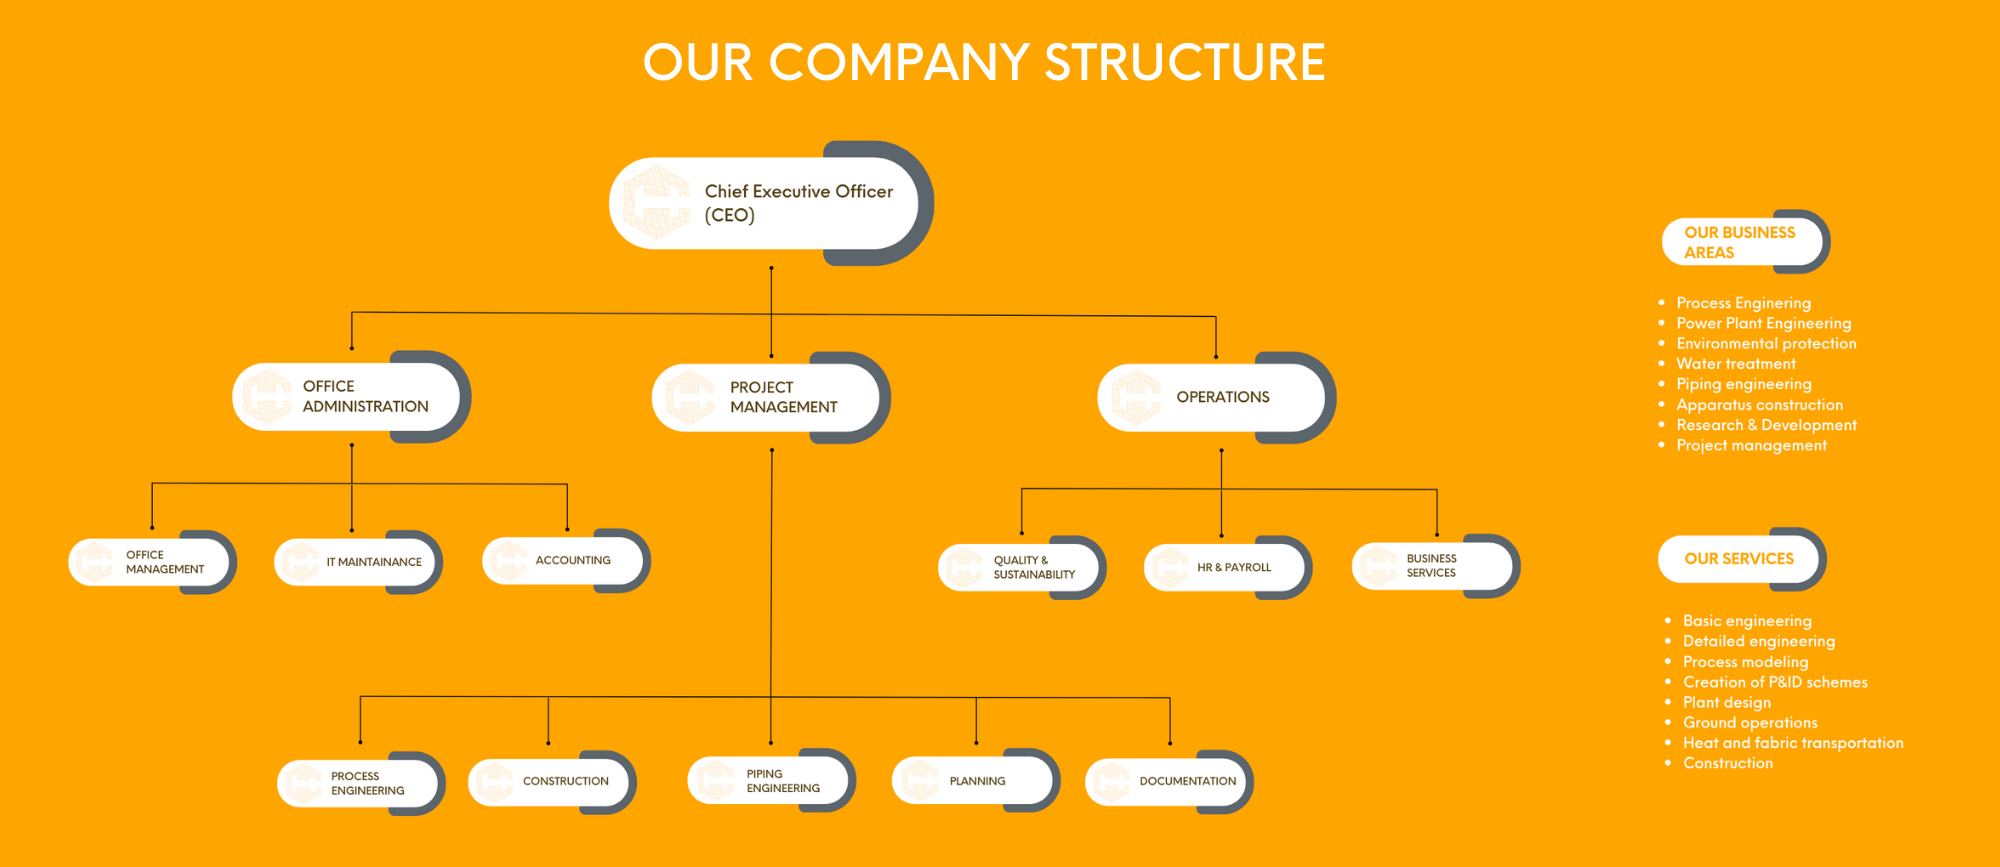 OUR COMPANY STRUCTURE
Chief Executive Officer
(CEO)
OFFICE
ADMINISTRATION
PROJECT
MANAGEMENT
OPERATIONS
OFFICE
MANAGEMENT
IT MAINTAINANCE
ACCOUNTING
QUALITY &
SUSTAINABILITY
HR & PAYROLL
BUSINESS
SERVICES
PROCESS
ENGINEERING
CONSTRUCTION
PIPING
ENGINEERING
PLANNING
DOCUMENTATION
OUR BUSINESS
AREAS
• Process Enginering
• Power Plant Engineering
• Environmental protection
• Water treatment
• Piping engineering
• Apparatus construction
• Research & Development
• Project management
OUR SERVICES
• Basic engineering
• Detailed engineering
• Process modeling
• Creation of P&ID schemes
• Plant design
• Ground operations
• Heat and fabric transportation
• Construction